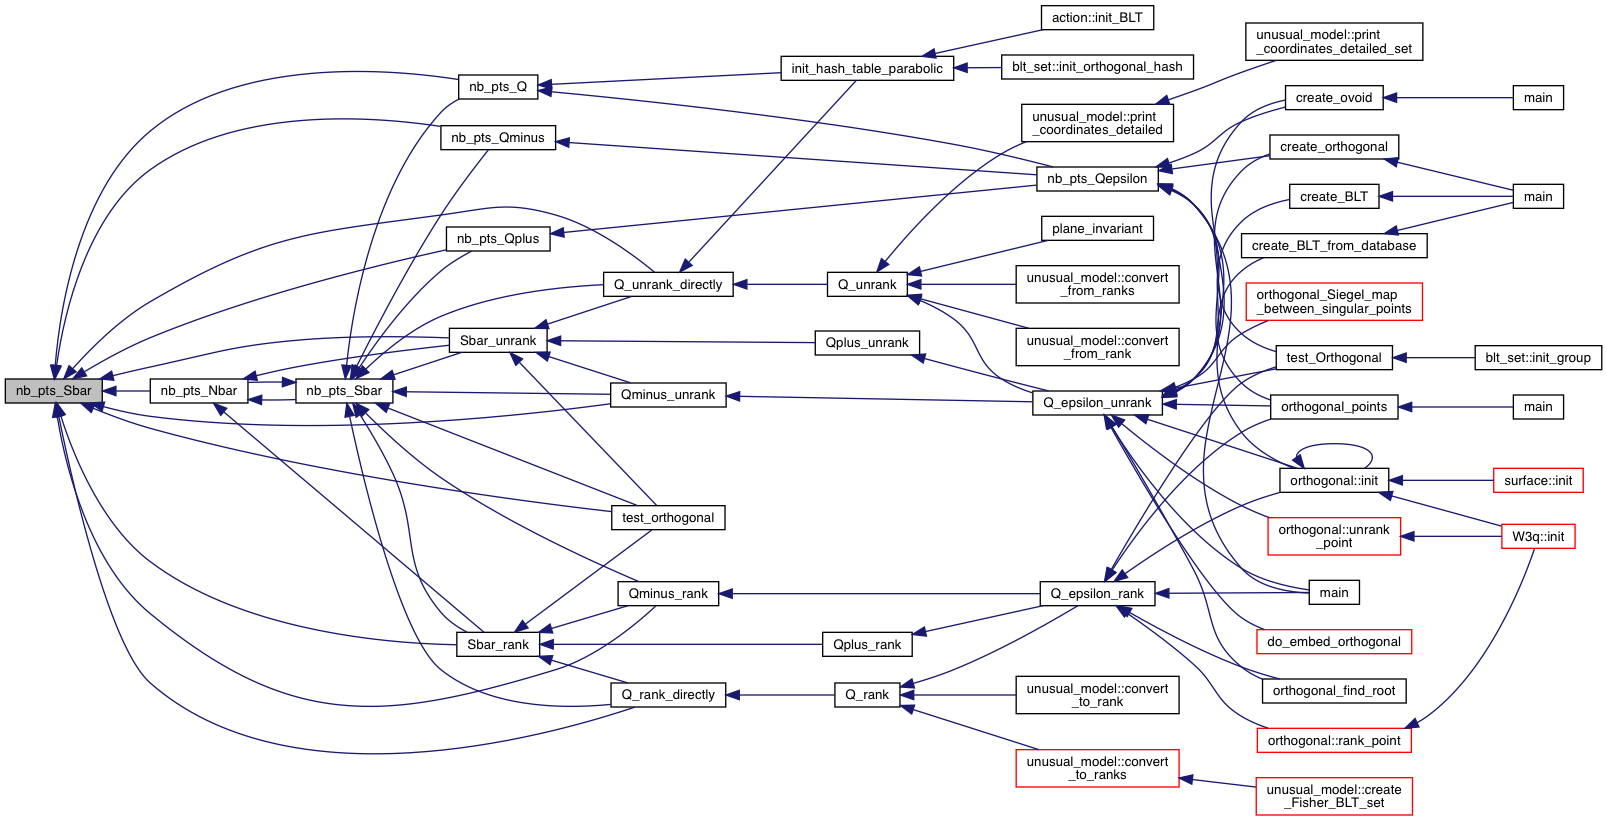 nb_pts_Sbar
nb_pts_Nbar
nb_pts_Sbar
nb_pts_Q
nb_pts_Qminus
nb_pts_Qplus
Sbar_unrank
Sbar_rank
Q_unrank_directly
Qminus_unrank
test_orthogonal
Qminus_rank
Q_rank_directly
init_hash_table_parabolic
Q_unrank
Qplus_unrank
Qplus_rank
Q_rank
action::init_BLT
blt_set::init_orthogonal_hash
unusual_model::print
_coordinates_detailed
nb_pts_Qepsilon
plane_invariant
unusual_model::convert
_from_ranks
unusual_model::convert
_from_rank
Q_epsilon_unrank
Q_epsilon_rank
unusual_model::convert
_to_rank
unusual_model::convert
_to_ranks
unusual_model::print
_coordinates_detailed_set
create_ovoid
create_orthogonal
create_BLT
create_BLT_from_database
orthogonal_Siegel_map
_between_singular_points
test_Orthogonal
orthogonal_points
orthogonal::init
orthogonal::unrank
_point
main
do_embed_orthogonal
orthogonal_find_root
orthogonal::rank_point
unusual_model::create
_Fisher_BLT_set
main
main
blt_set::init_group
main
surface::init
W3q::init